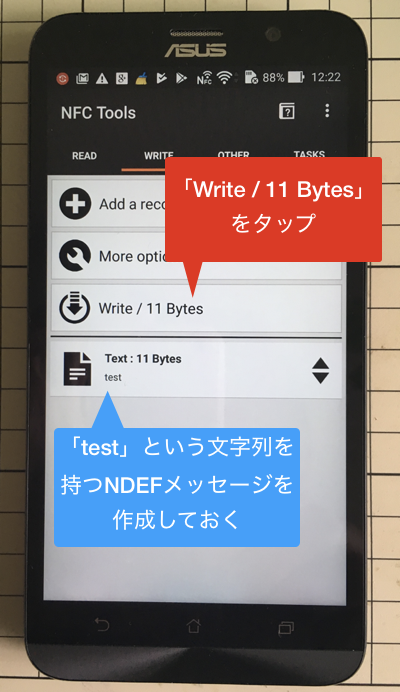 ASUS
NFC 88% 12:22
NFC Tools
READ WRITE OTHER TASKS
「Write / 11 Bytes」
をタップ
Add a reco
More optio
Write / 11 Bytes
Text : 11 Bytes
test
「test」という文字列を
持つNDEFメッセージを
作成しておく